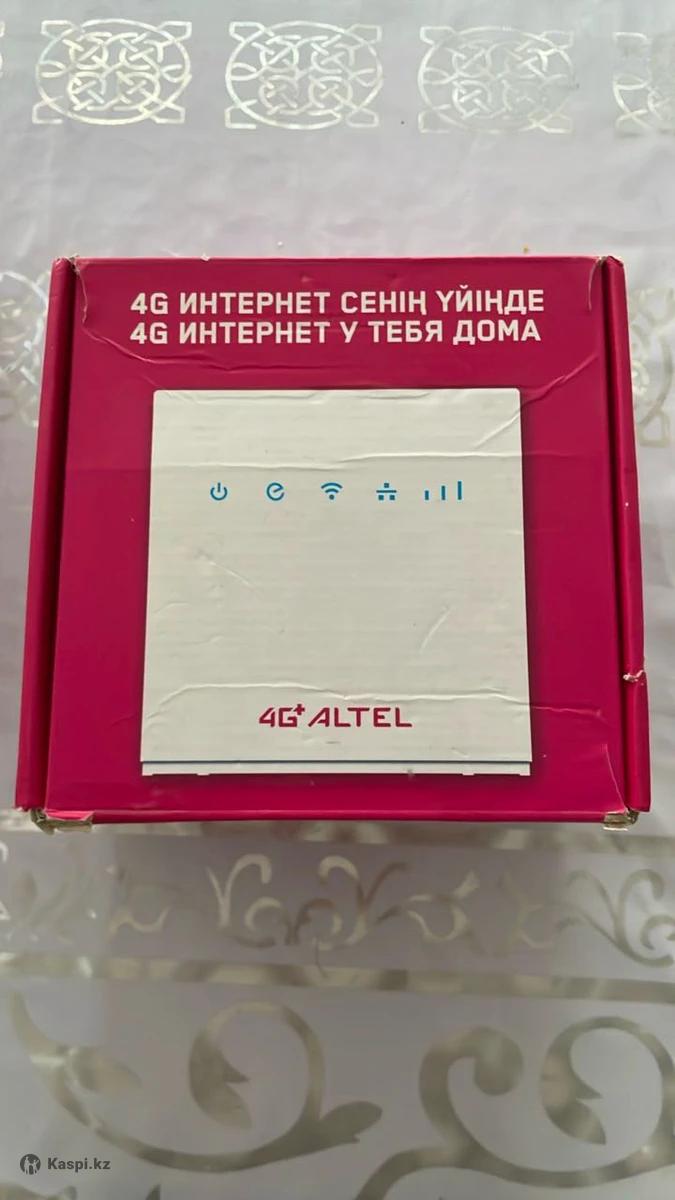 4G ИНТЕРНЕТ СЕНІҢ ҮЙІҢДЕ
4G ИНТЕРНЕТ У ТЕБЯ ДОМА
4G+ ALTEL
Kaspi.kz